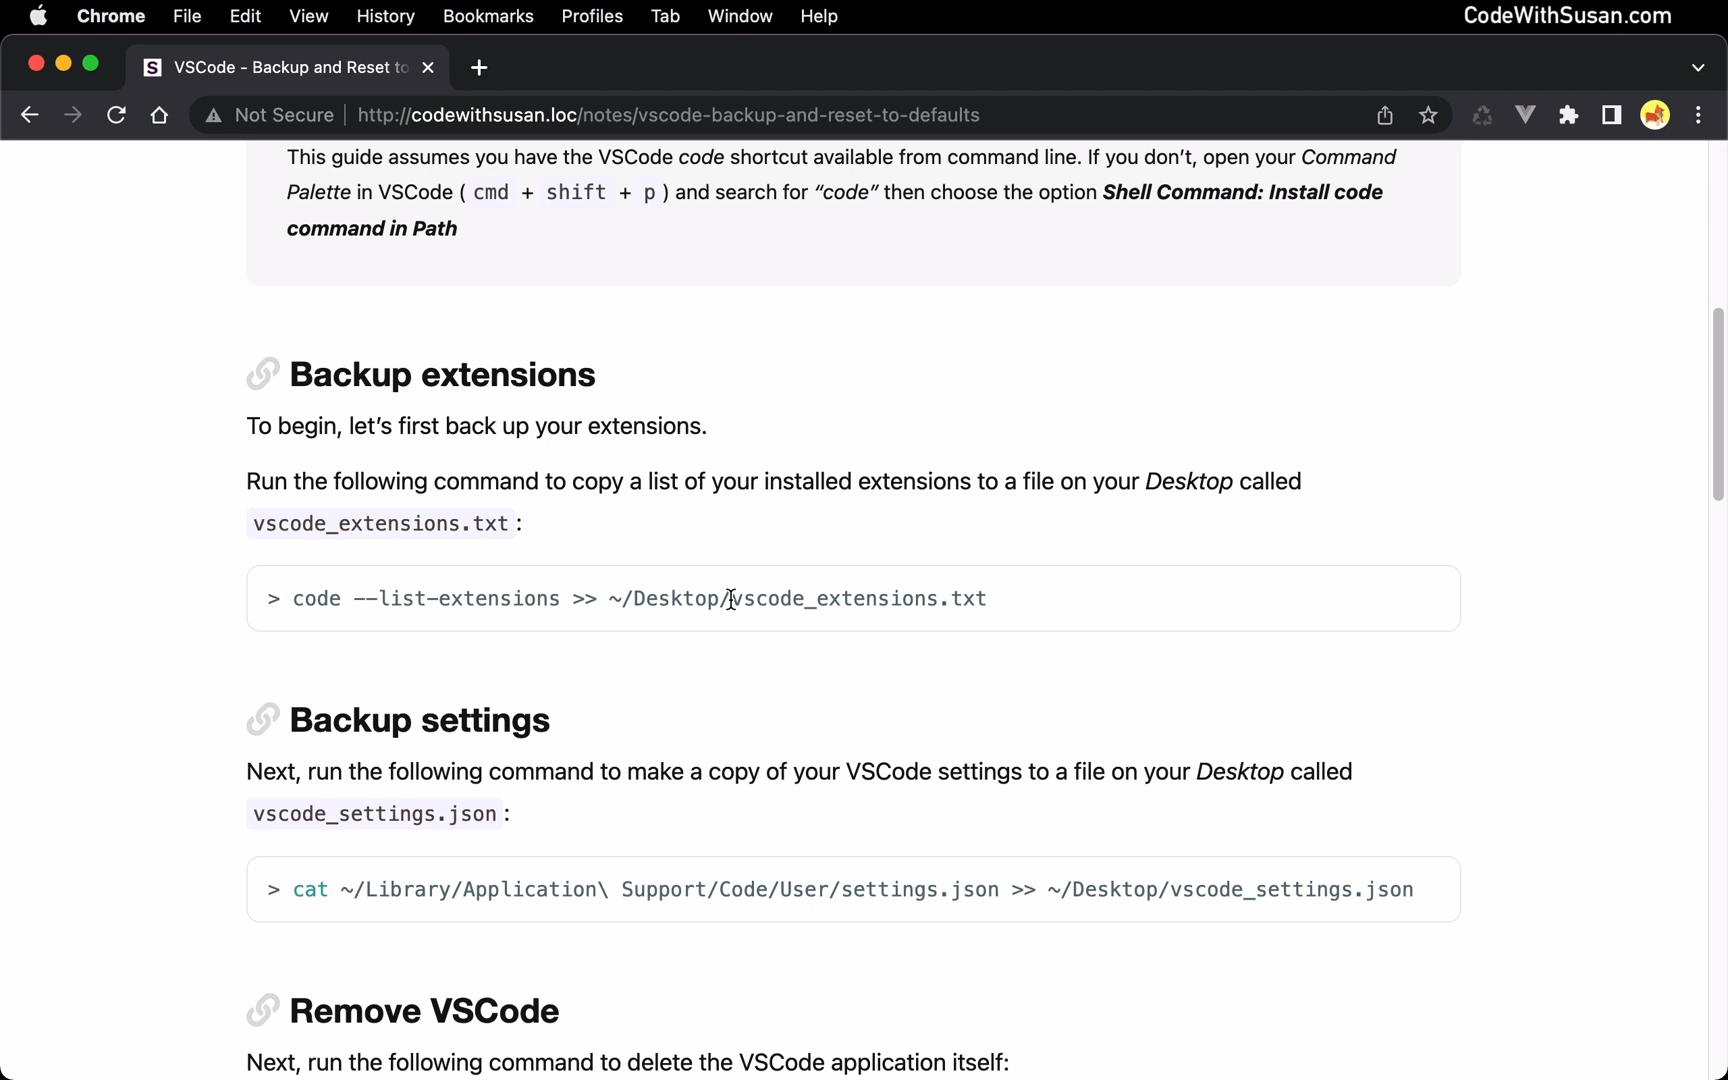 Chrome File Edit View History Bookmarks Profiles Tab Window Help CodeWithSusan.com
S VSCode - Backup and Reset to
Not Secure http://codewithsusan.loc/notes/vscode-backup-and-reset-to-defaults
This guide assumes you have the VSCode code shortcut available from command line. If you don’t, open your Command
Palette in VSCode ( cmd + shift + p ) and search for “code” then choose the option Shell Command: Install code
command in Path
Backup extensions
To begin, let’s first back up your extensions.
Run the following command to copy a list of your installed extensions to a file on your Desktop called
vscode_extensions.txt :
> code --list-extensions >> ~/Desktop/vscode_extensions.txt
Backup settings
Next, run the following command to make a copy of your VSCode settings to a file on your Desktop called
vscode_settings.json :
> cat ~/Library/Application\ Support/Code/User/settings.json >> ~/Desktop/vscode_settings.json
Remove VSCode
Next, run the following command to delete the VSCode application itself: